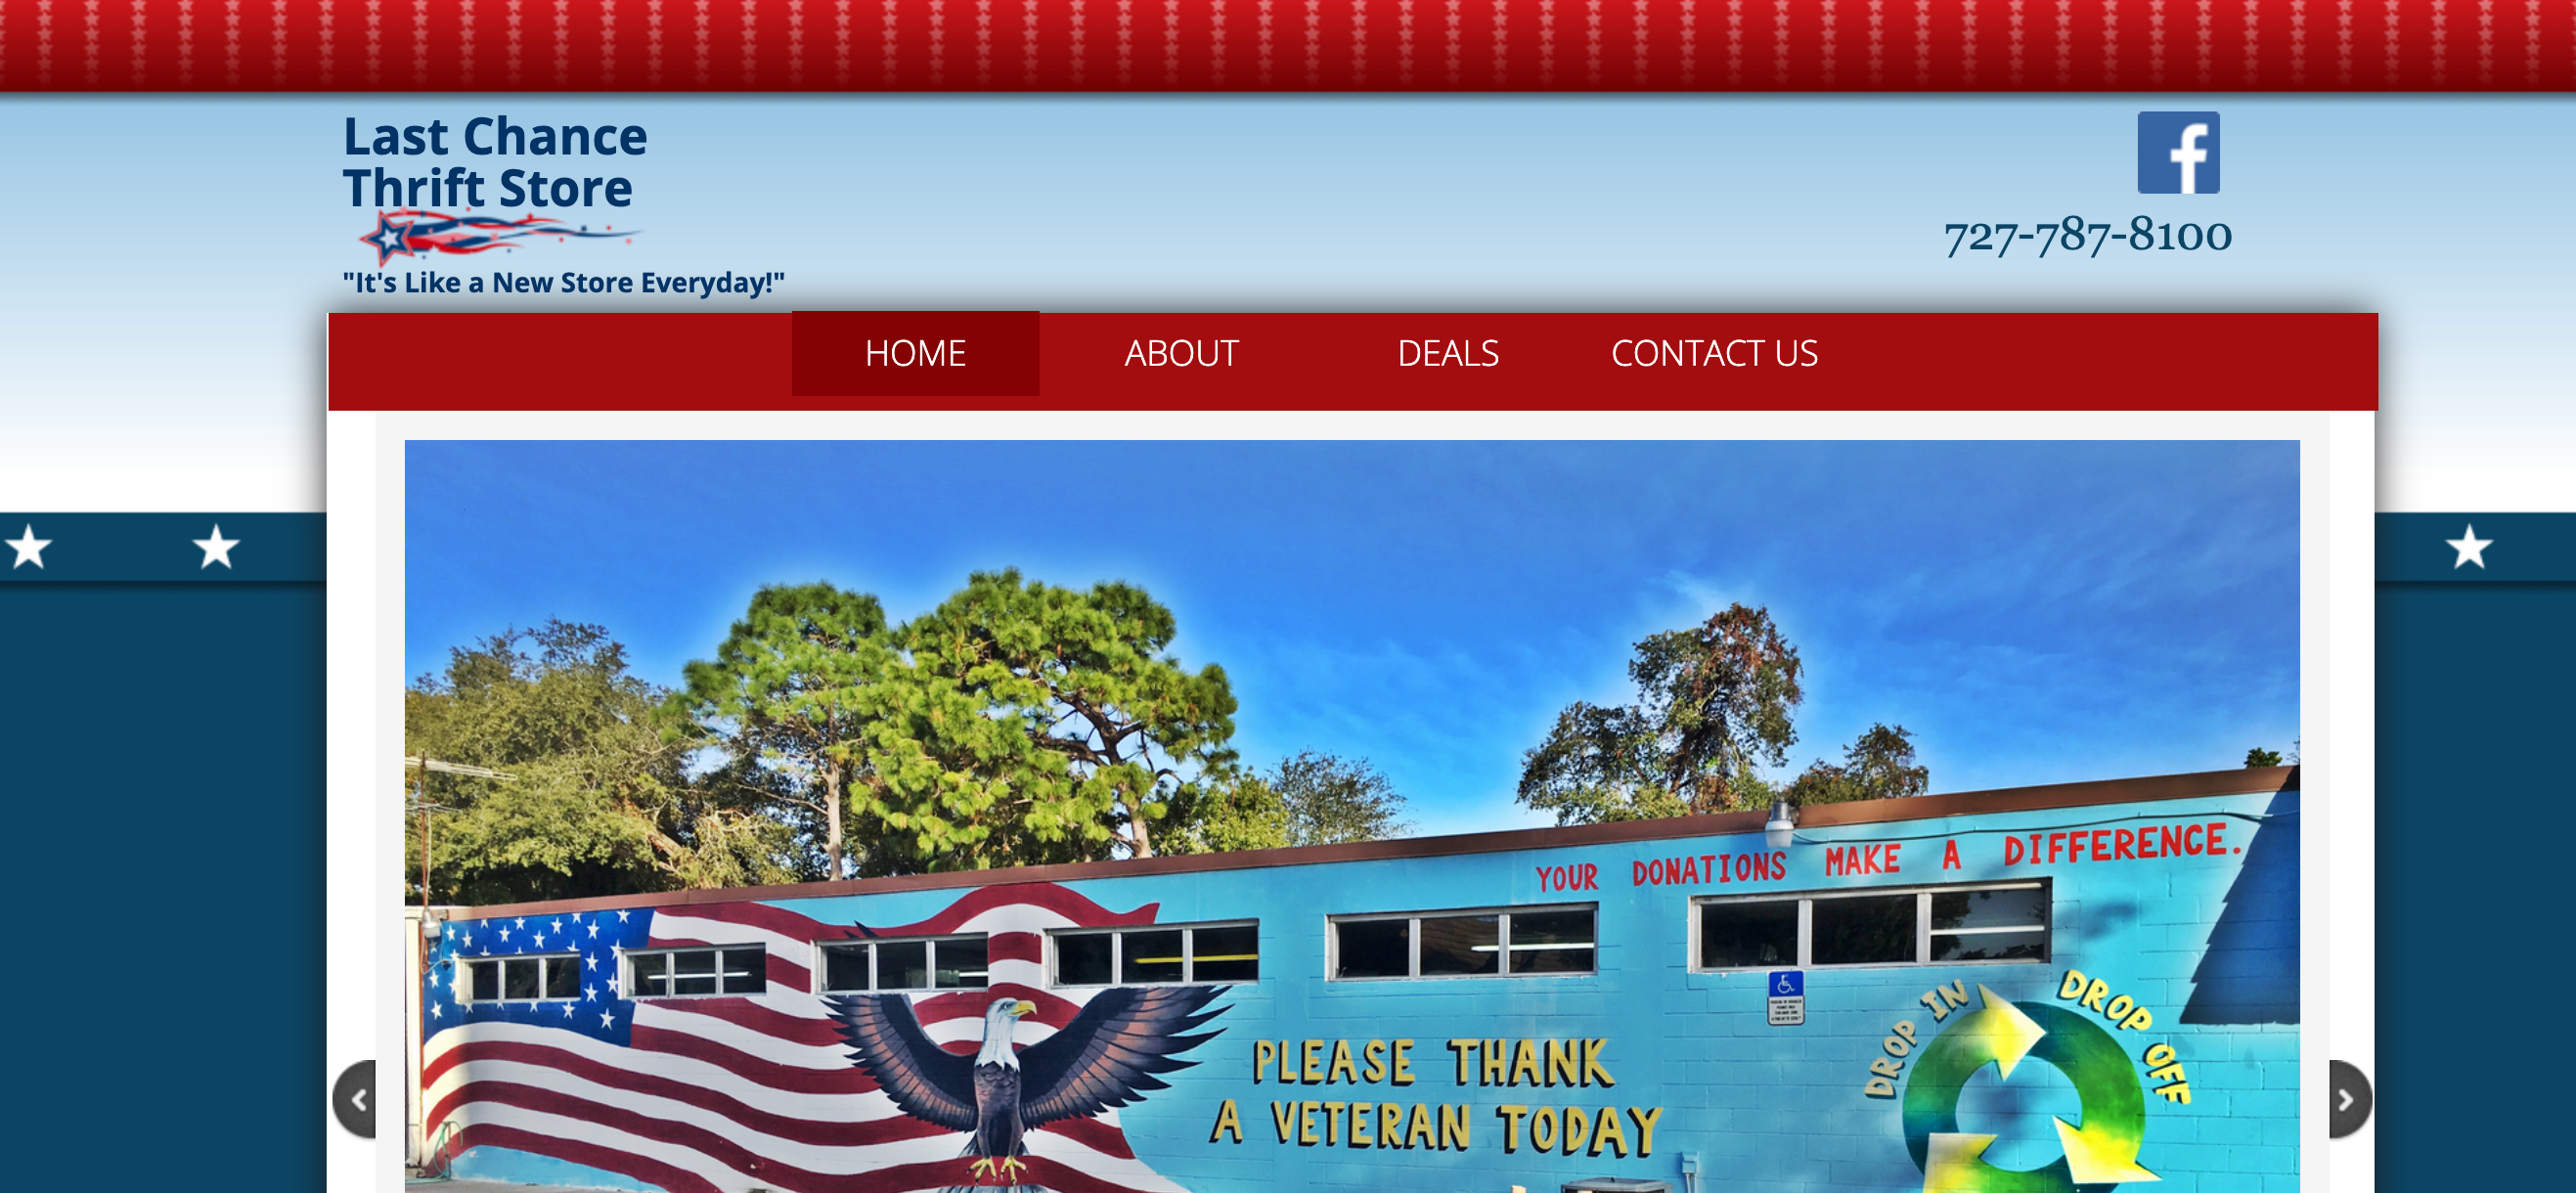 Last Chance
Thrift Store
"It's Like a New Store Everyday!"
f
727-787-8100
HOME ABOUT DEALS CONTACT US
YOUR DONATIONS MAKE A DIFFERENCE.
DROP IN DROP OFF
PLEASE THANK
A VETERAN TODAY